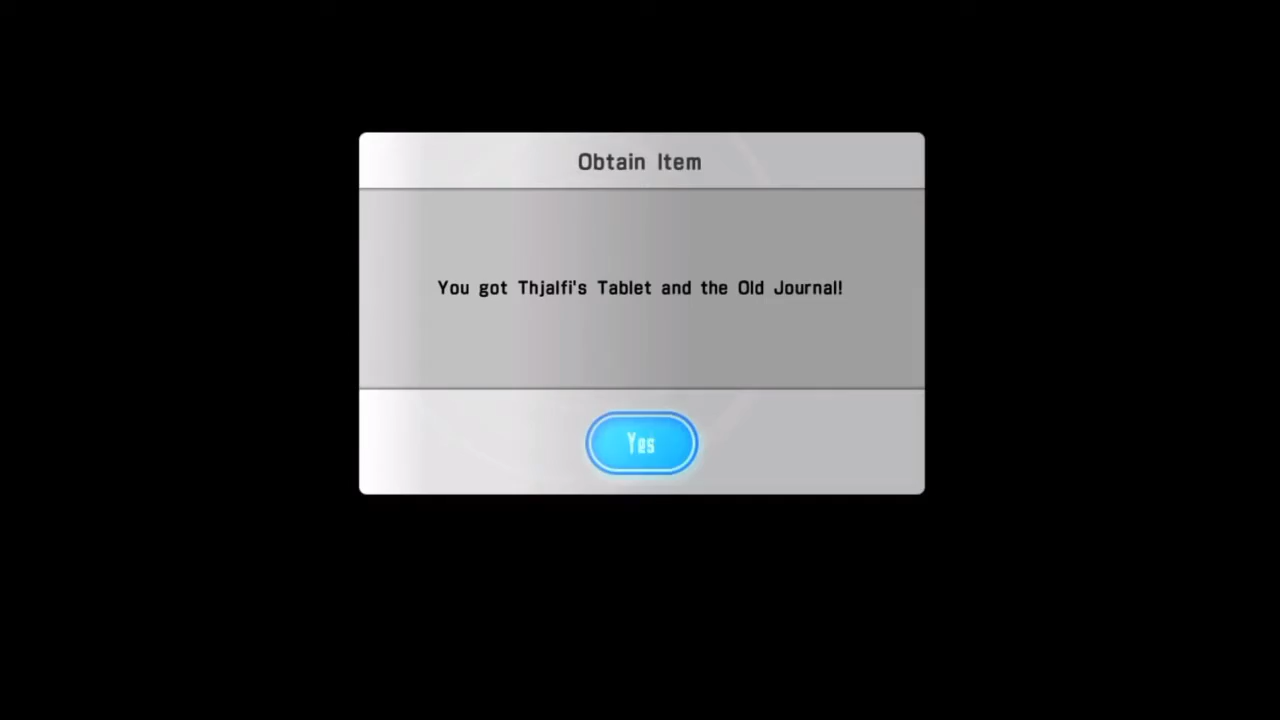 Obtain Item
You got Thjalfi's Tablet and the Old Journal!
Yes